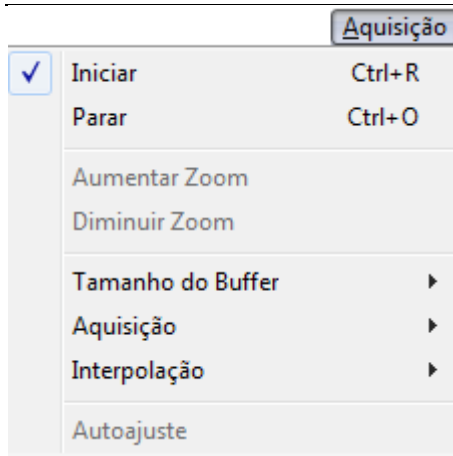 Aquisição
Iniciar Ctrl+R
Parar Ctrl+O
Aumentar Zoom
Diminuir Zoom
Tamanho do Buffer
Aquisição
Interpolação
Autoajuste